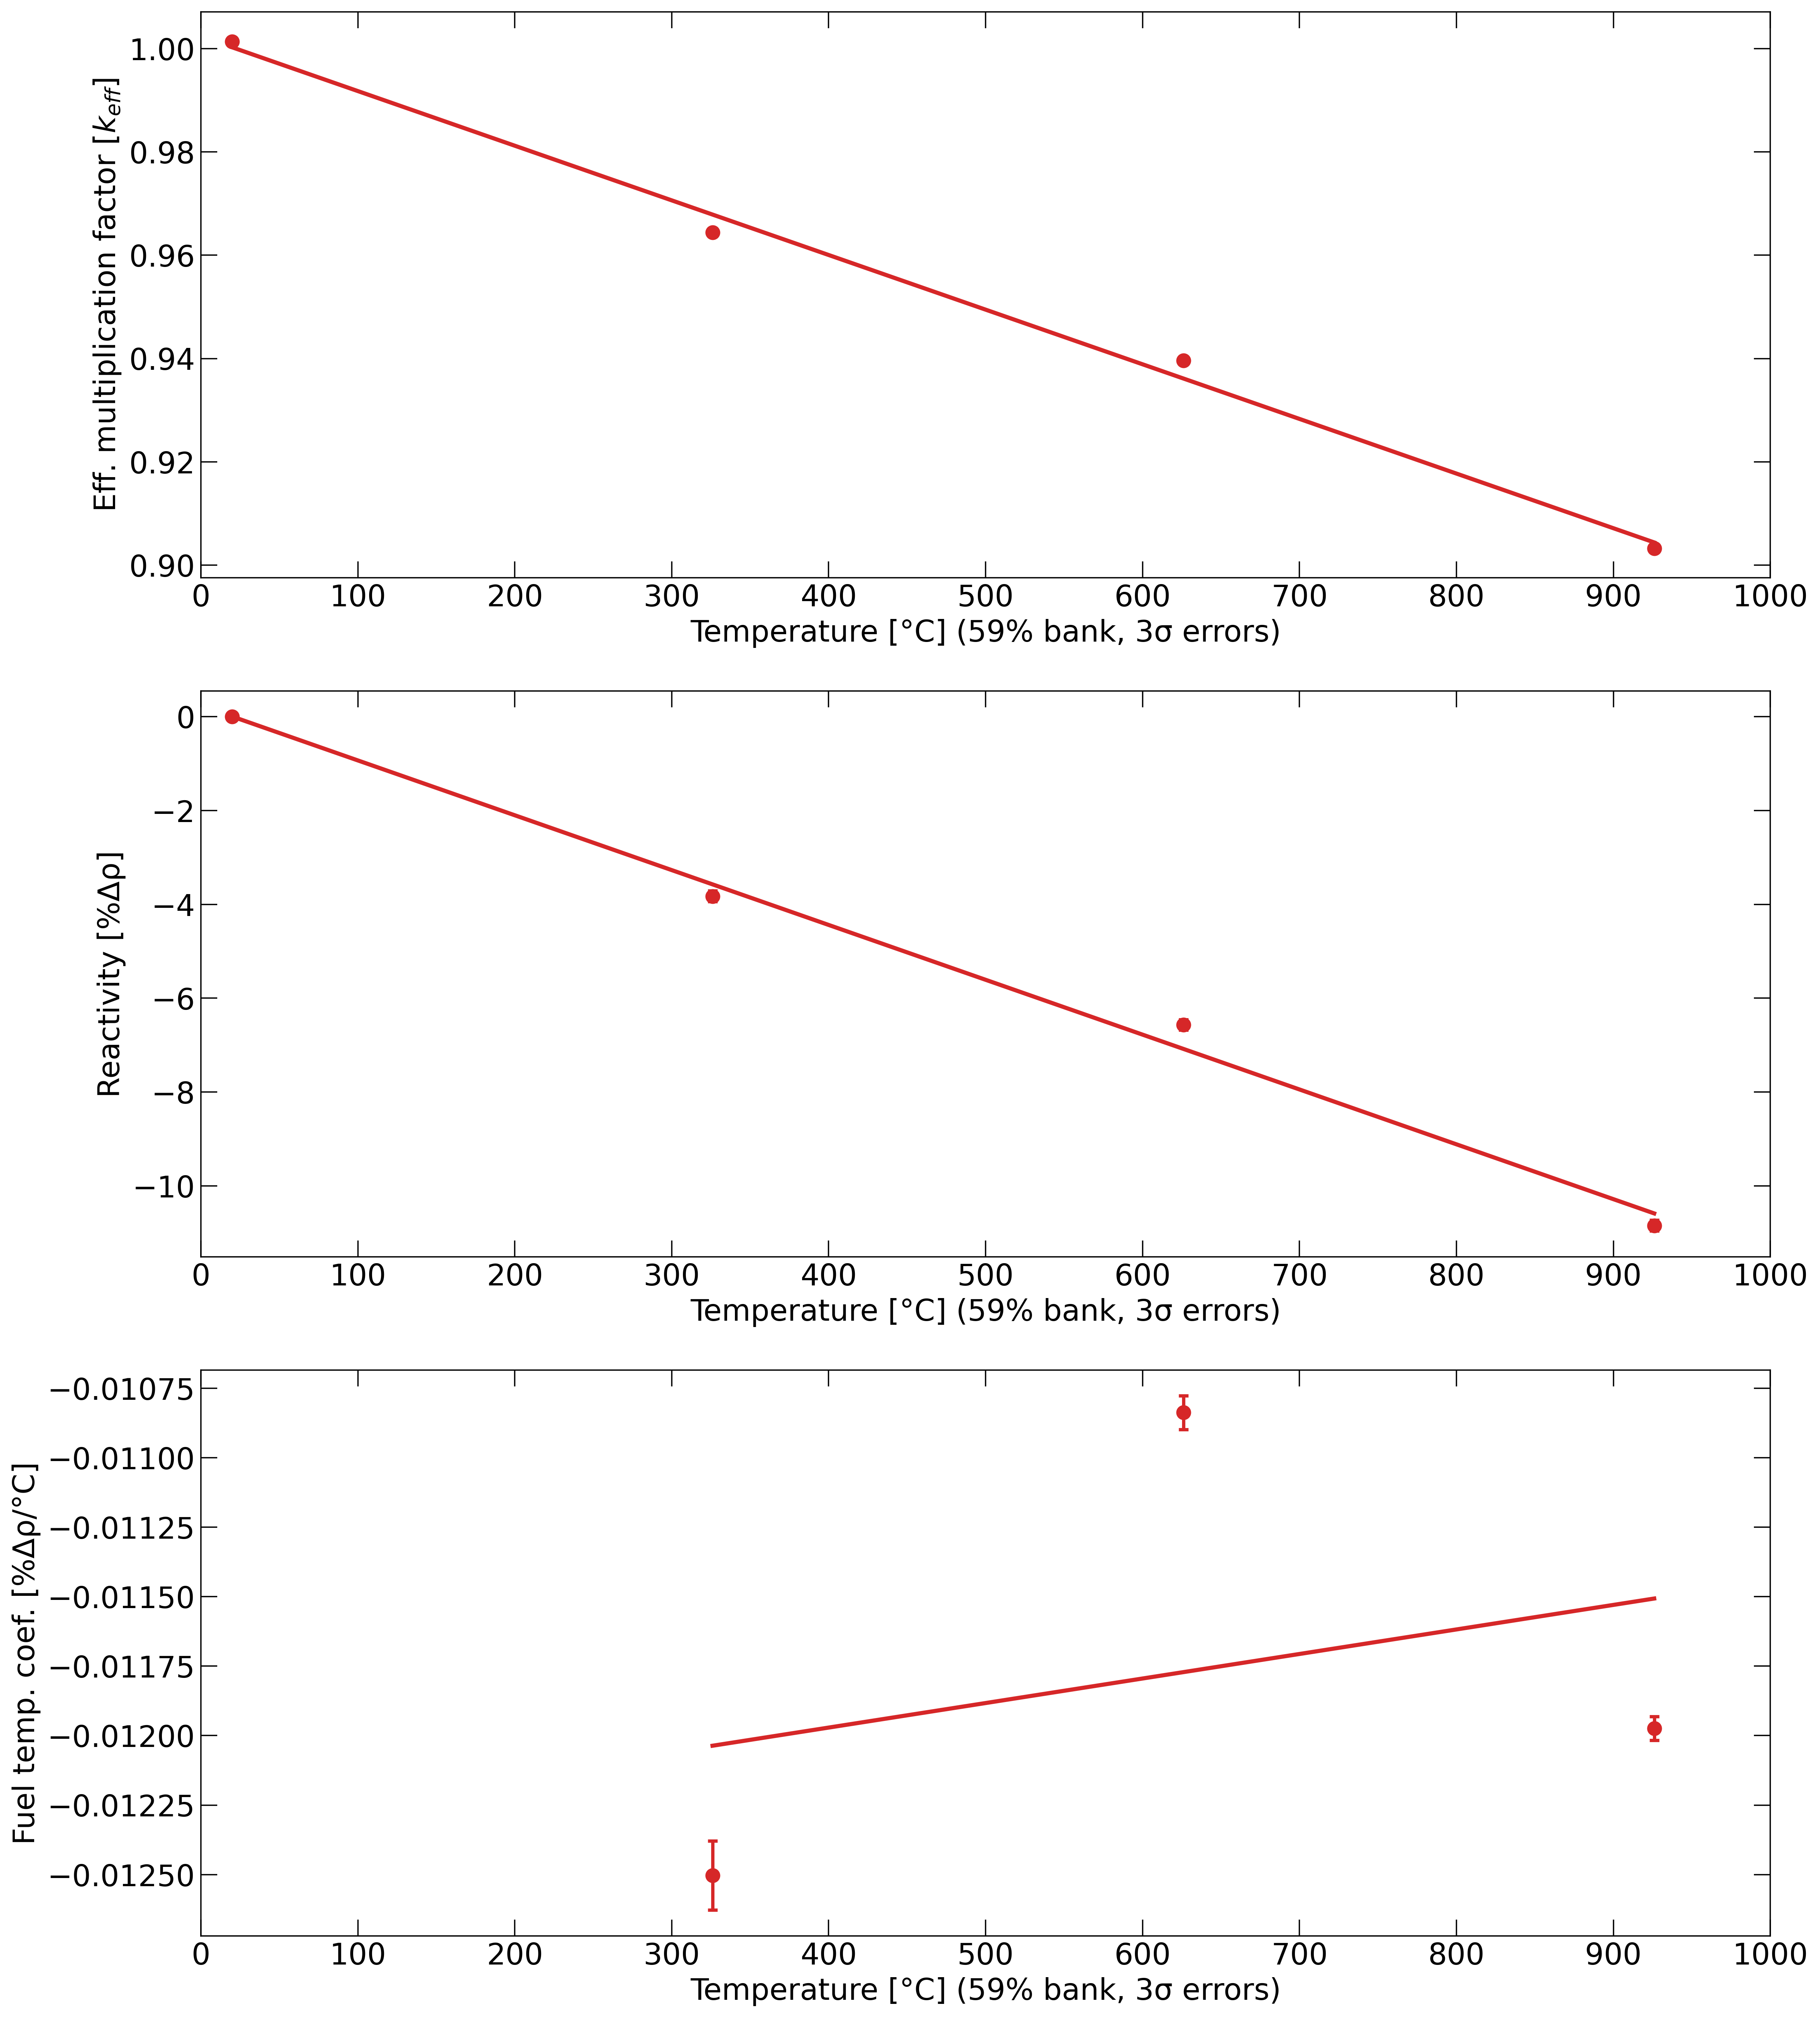 Eff. multiplication factor [k_eff]
1.00
0.98
0.96
0.94
0.92
0.90
0 100 200 300 400 500 600 700 800 900 1000
Temperature [°C] (59% bank, 3σ errors)
Reactivity [%Δρ]
0
−2
−4
−6
−8
−10
0 100 200 300 400 500 600 700 800 900 1000
Temperature [°C] (59% bank, 3σ errors)
Fuel temp. coef. [%Δρ/°C]
−0.01075
−0.01100
−0.01125
−0.01150
−0.01175
−0.01200
−0.01225
−0.01250
0 100 200 300 400 500 600 700 800 900 1000
Temperature [°C] (59% bank, 3σ errors)